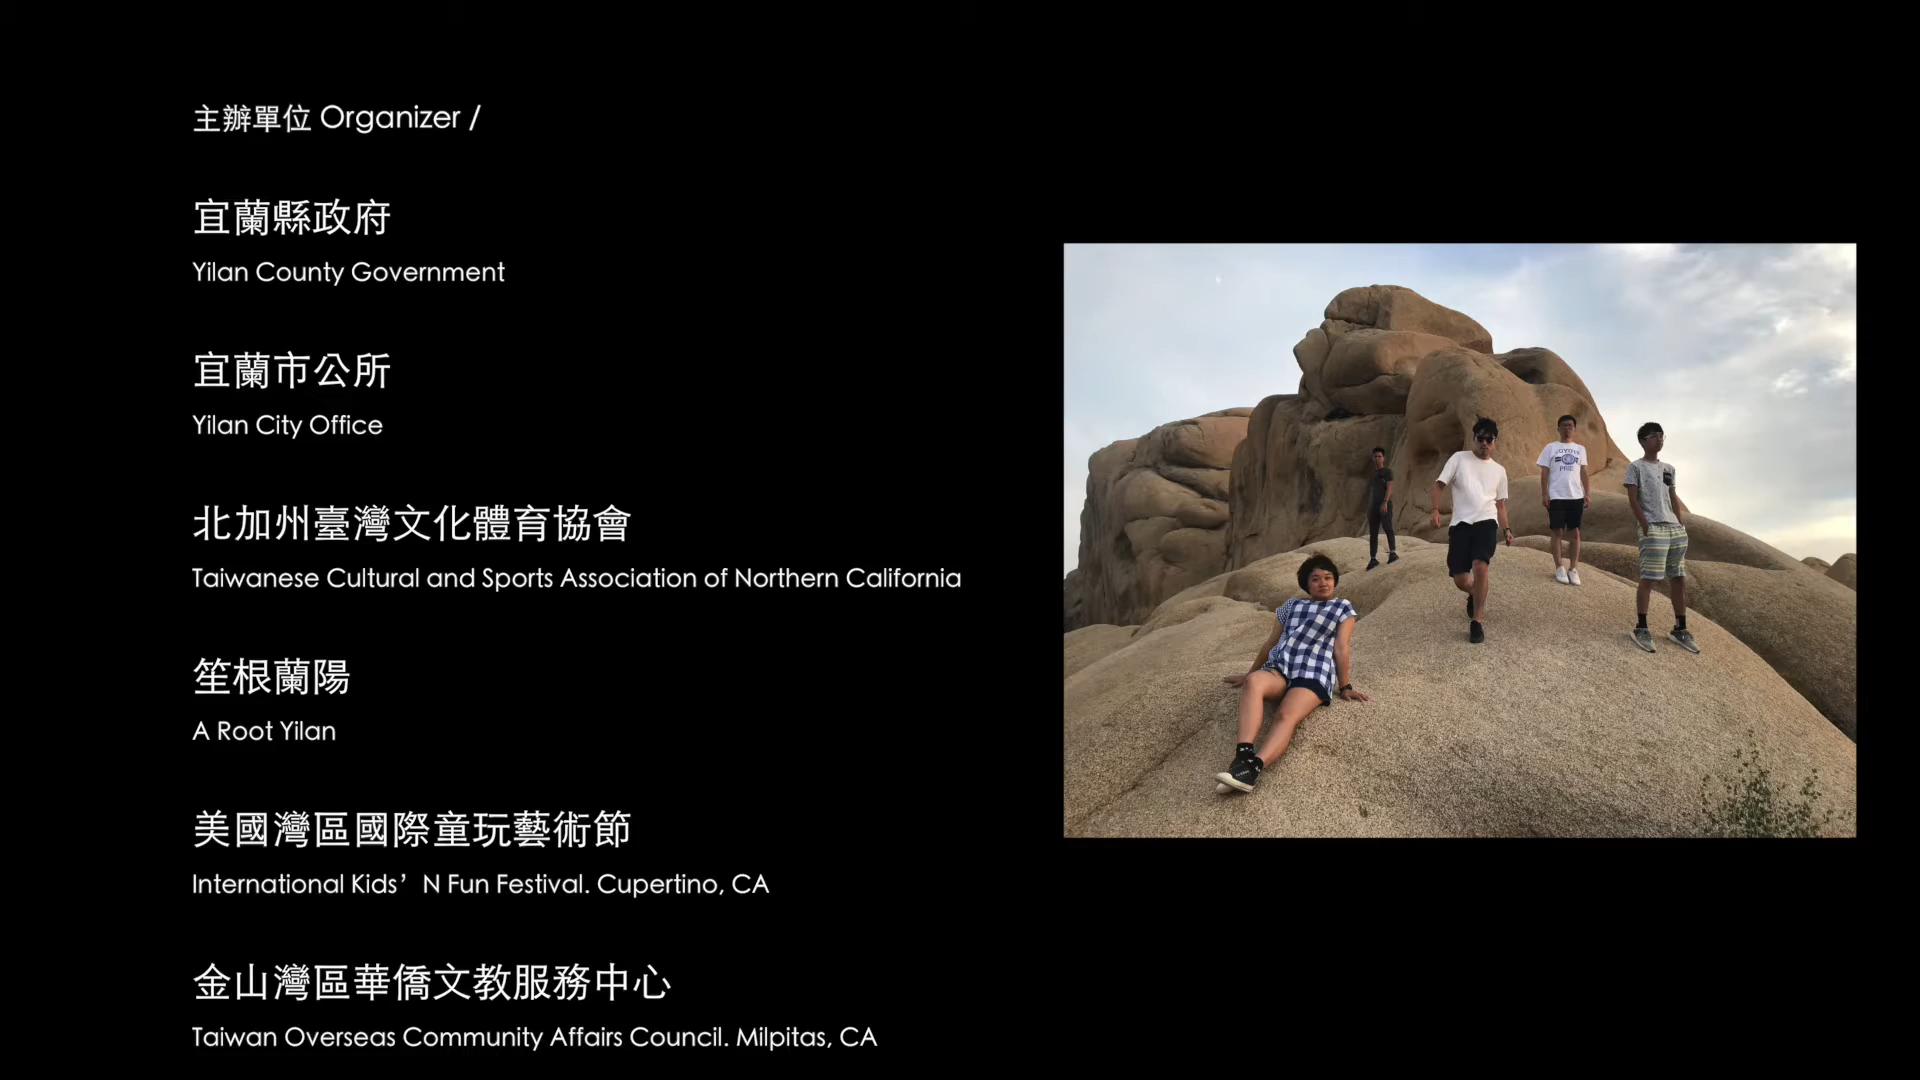 主辦單位 Organizer /
宜蘭縣政府
Yilan County Government
宜蘭市公所
Yilan City Office
北加州臺灣文化體育協會
Taiwanese Cultural and Sports Association of Northern California
笙根蘭陽
A Root Yilan
美國灣區國際童玩藝術節
International Kids’ N Fun Festival. Cupertino, CA
金山灣區華僑文教服務中心
Taiwan Overseas Community Affairs Council. Milpitas, CA